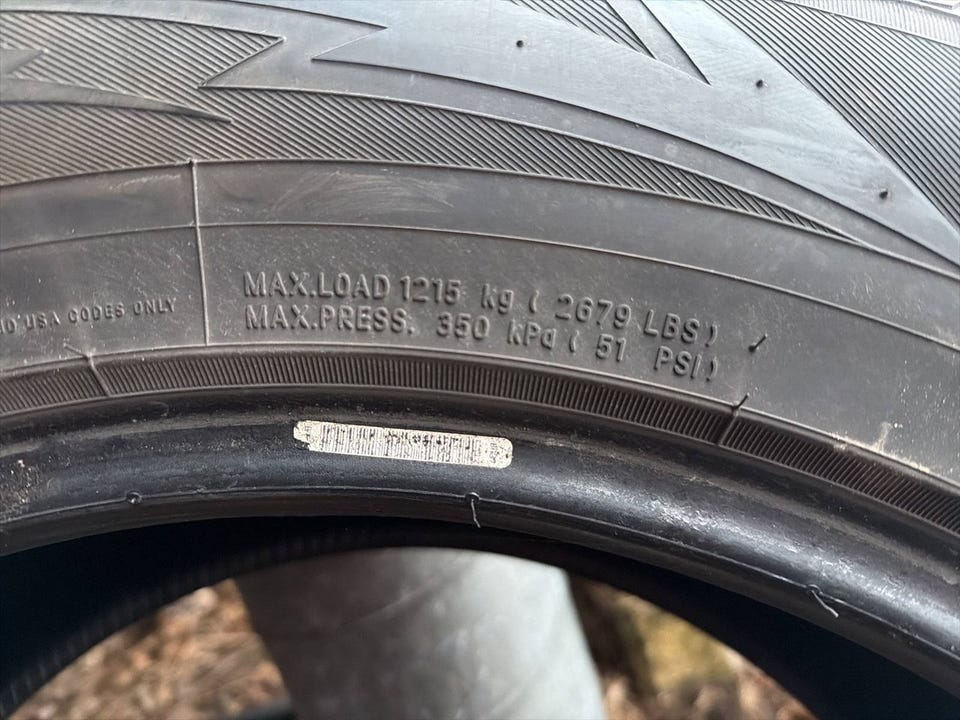 USA CODES ONLY
MAX.LOAD 1215 kg ( 2679 LBS)
MAX.PRESS. 350 kPa ( 51 PSI)